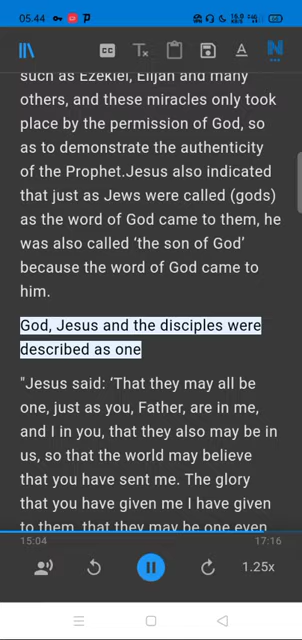 05.44
such as Ezekiel, Elijah and many
others, and these miracles only took
place by the permission of God, so
as to demonstrate the authenticity
of the Prophet.Jesus also indicated
that just as Jews were called (gods)
as the word of God came to them, he
was also called ‘the son of God’
because the word of God came to
him.
God, Jesus and the disciples were
described as one
"Jesus said: ‘That they may all be
one, just as you, Father, are in me,
and I in you, that they also may be in
us, so that the world may believe
that you have sent me. The glory
that you have given me I have given
to them, that they may be one even
15:04
17:16
1.25x